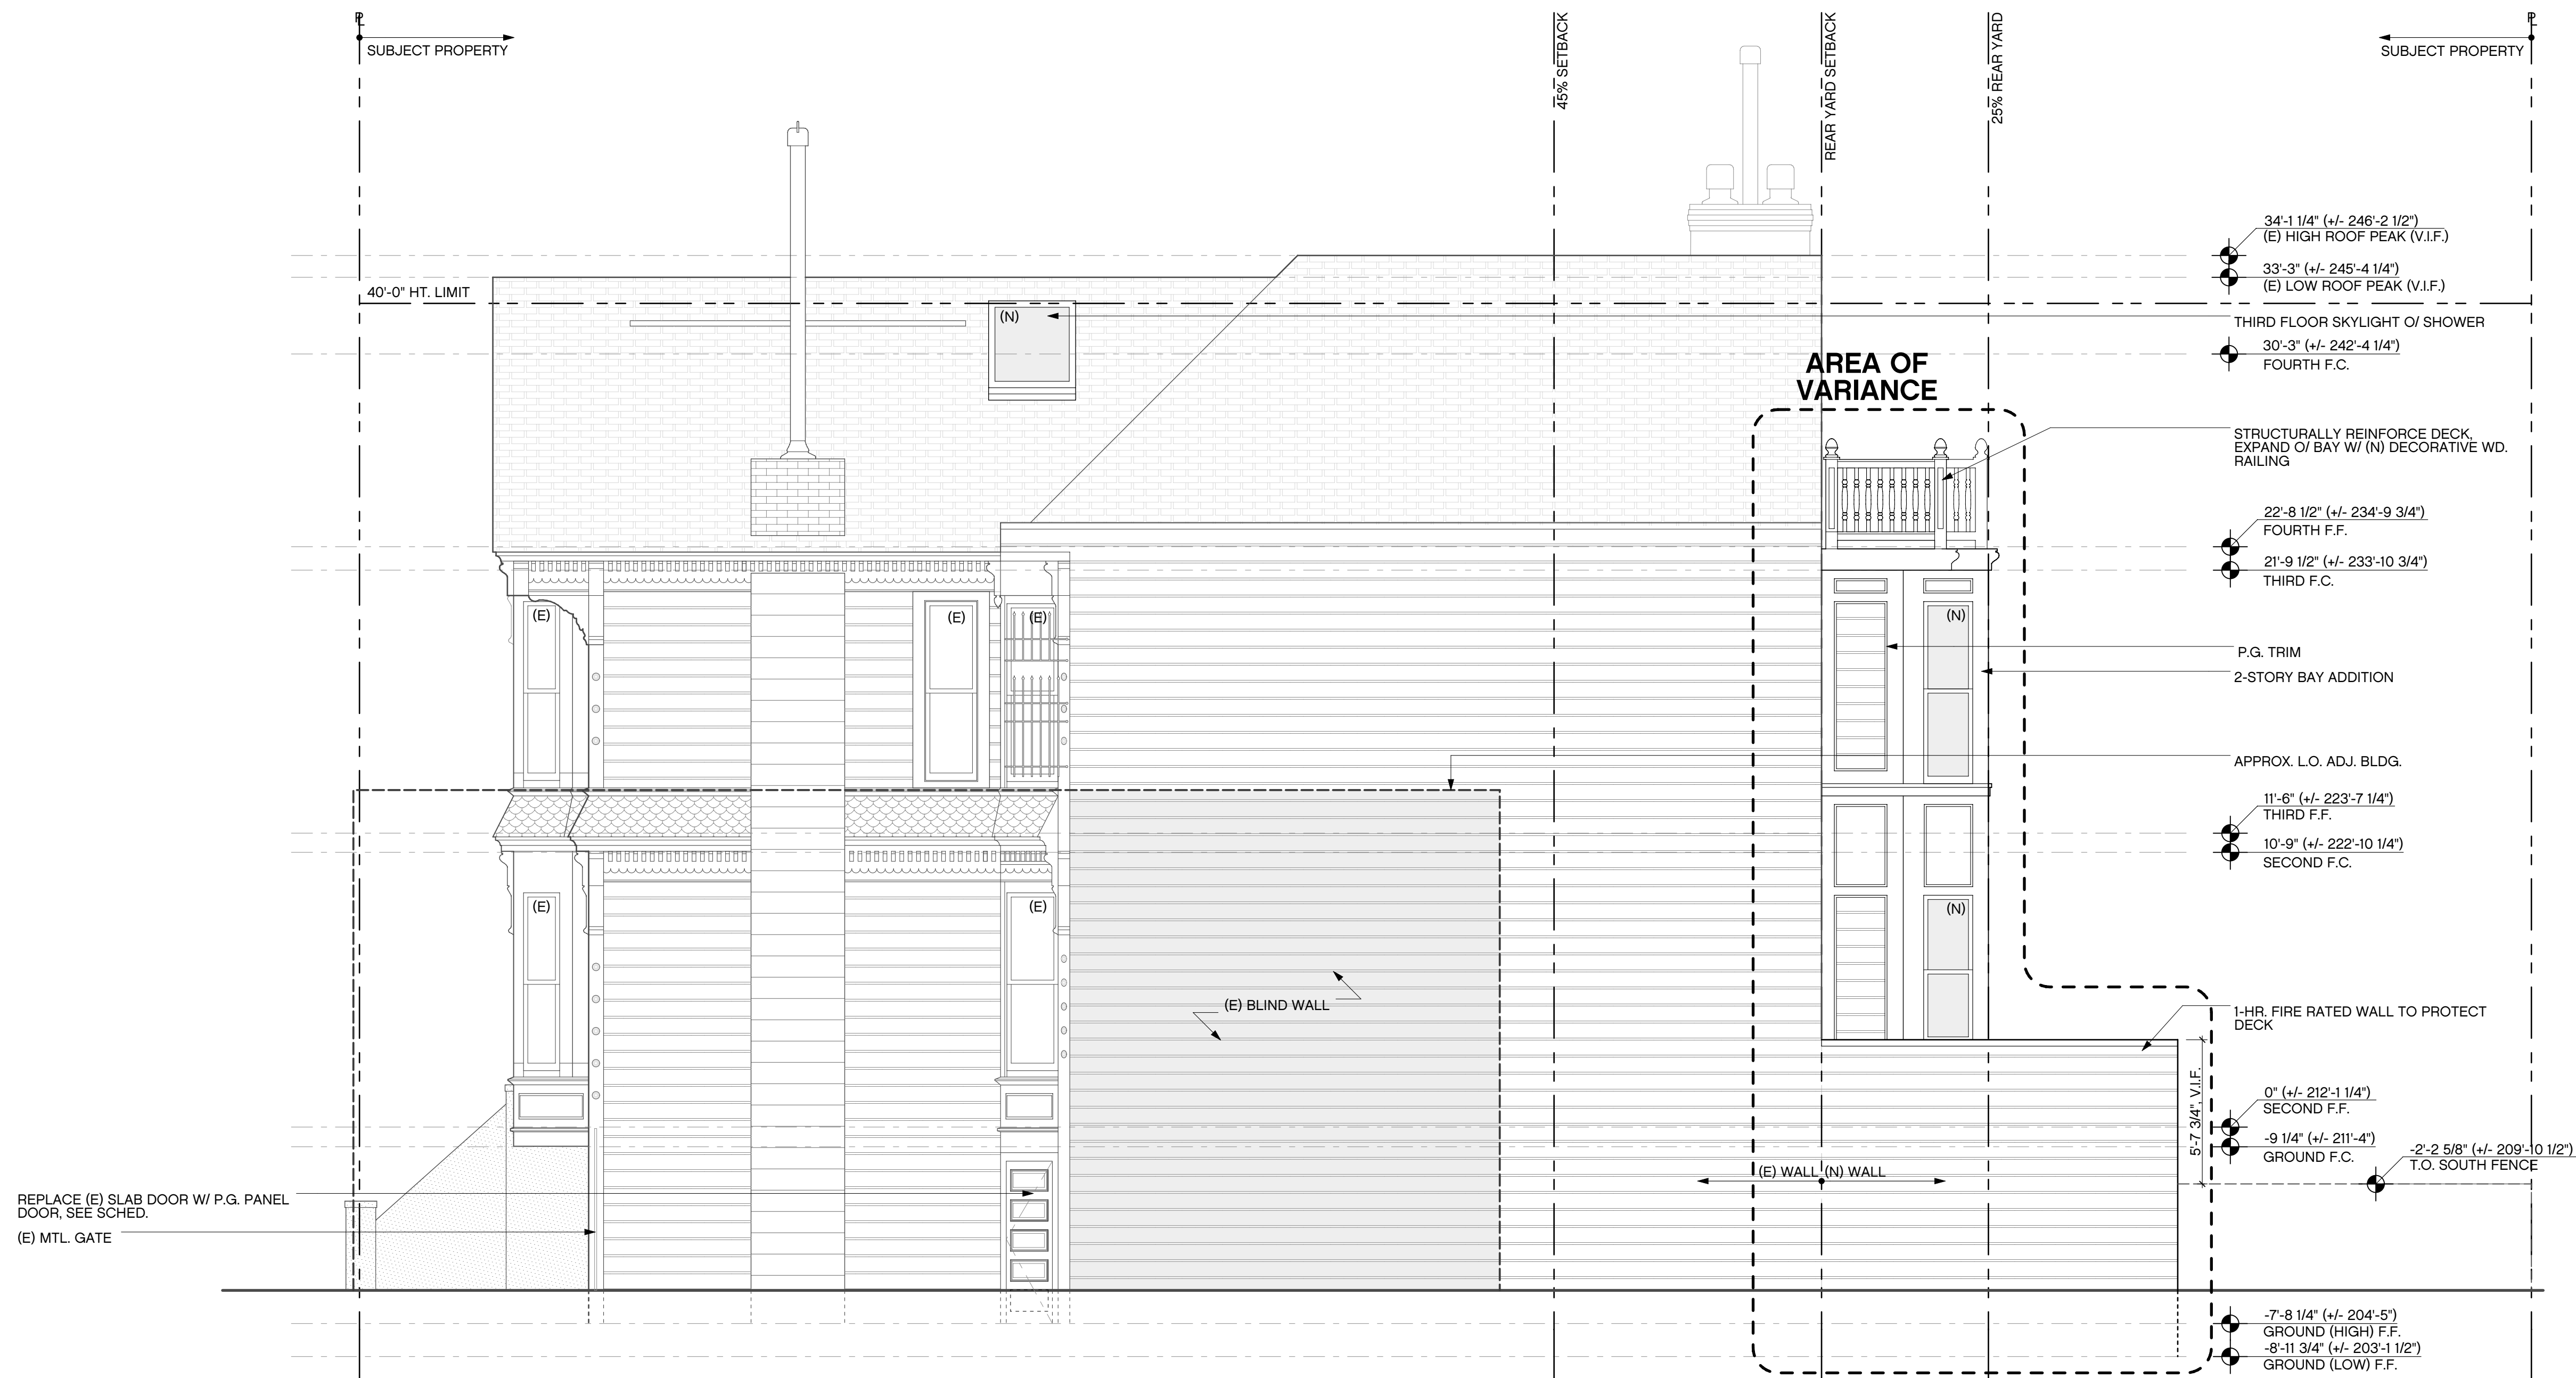 PL
SUBJECT PROPERTY
45% SETBACK
REAR YARD SETBACK
25% REAR YARD
PL
SUBJECT PROPERTY
34'-1 1/4" (+/- 246'-2 1/2")
(E) HIGH ROOF PEAK (V.I.F.)
33'-3" (+/- 245'-4 1/4")
(E) LOW ROOF PEAK (V.I.F.)
40'-0" HT. LIMIT
(N)
THIRD FLOOR SKYLIGHT O/ SHOWER
30'-3" (+/- 242'-4 1/4")
FOURTH F.C.
AREA OF
VARIANCE
STRUCTURALLY REINFORCE DECK,
EXPAND O/ BAY W/ (N) DECORATIVE WD.
RAILING
22'-8 1/2" (+/- 234'-9 3/4")
FOURTH F.F.
21'-9 1/2" (+/- 233'-10 3/4")
THIRD F.C.
(E)
(E)
(E)
(N)
P.G. TRIM
2-STORY BAY ADDITION
APPROX. L.O. ADJ. BLDG.
11'-6" (+/- 223'-7 1/4")
THIRD F.F.
10'-9" (+/- 222'-10 1/4")
SECOND F.C.
(E)
(E)
(N)
(E) BLIND WALL
1-HR. FIRE RATED WALL TO PROTECT
DECK
5'-7 3/4", V.I.F.
0" (+/- 212'-1 1/4")
SECOND F.F.
-9 1/4" (+/- 211'-4")
GROUND F.C.
-2'-2 5/8" (+/- 209'-10 1/2")
T.O. SOUTH FENCE
(E) WALL (N) WALL
REPLACE (E) SLAB DOOR W/ P.G. PANEL
DOOR, SEE SCHED.
(E) MTL. GATE
-7'-8 1/4" (+/- 204'-5")
GROUND (HIGH) F.F.
-8'-11 3/4" (+/- 203'-1 1/2")
GROUND (LOW) F.F.